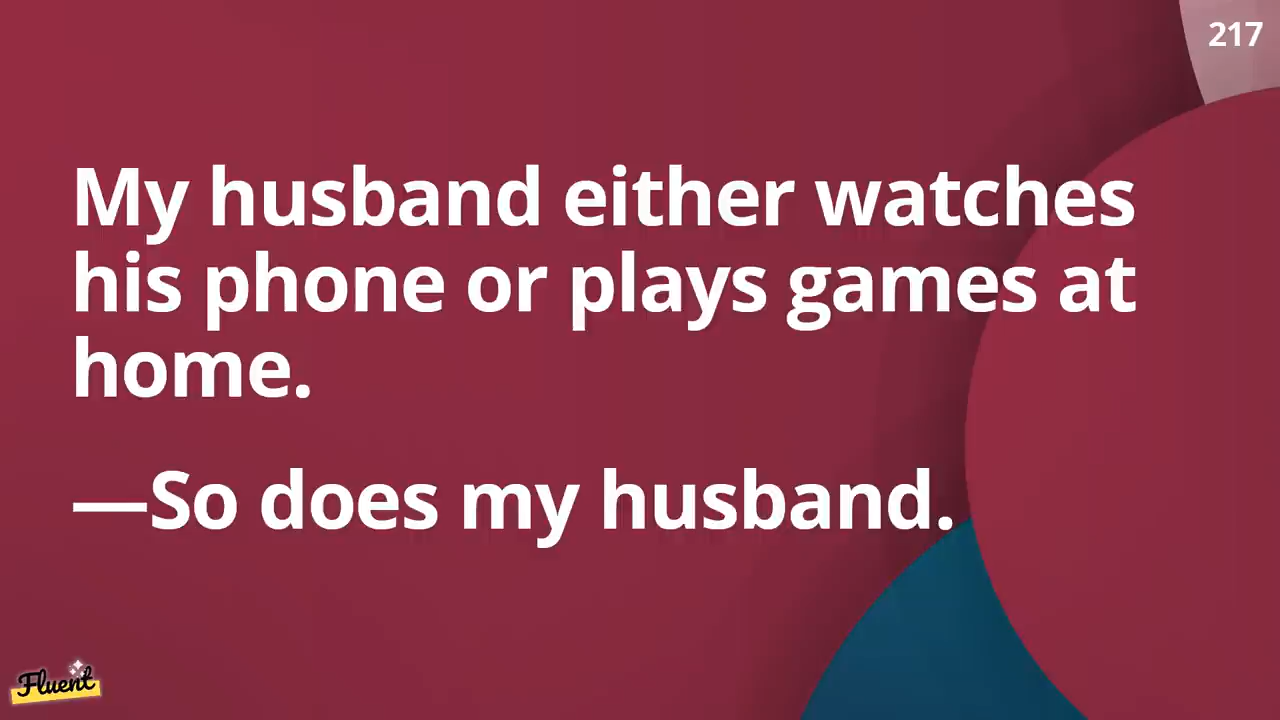 217
My husband either watches
his phone or plays games at
home.
—So does my husband.
Fluent